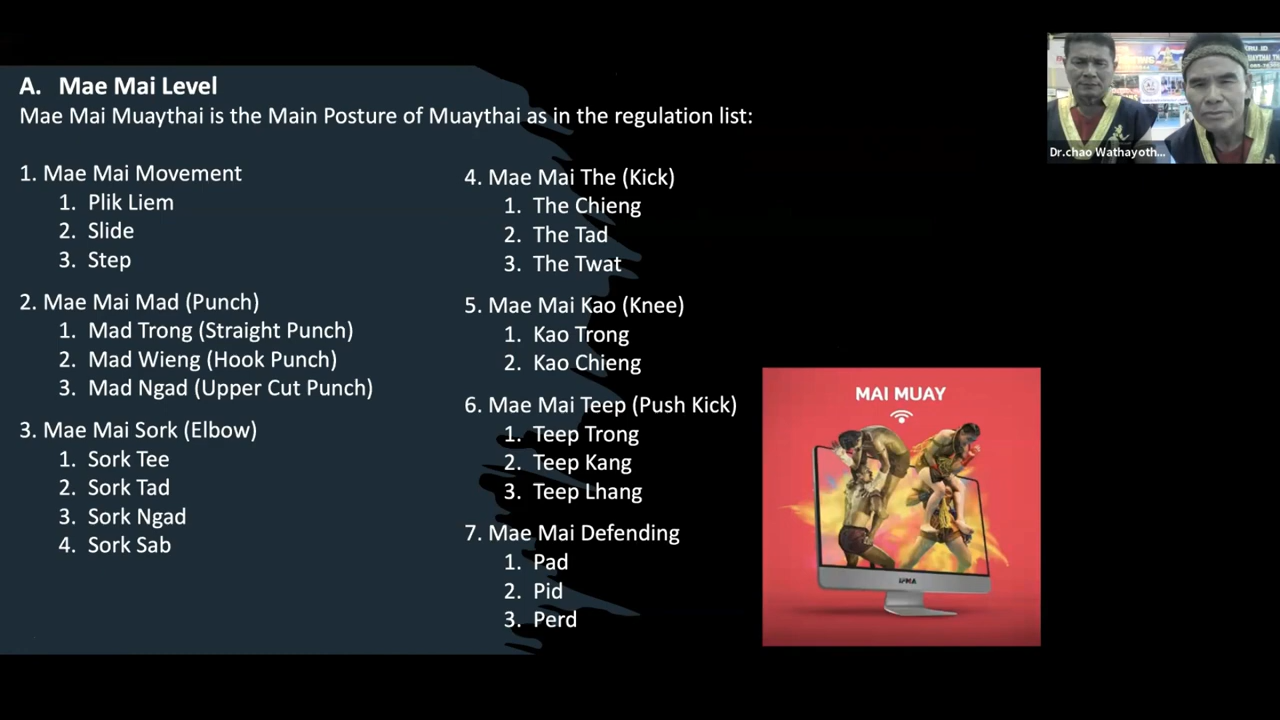 A. Mae Mai Level
Mae Mai Muaythai is the Main Posture of Muaythai as in the regulation list:
1. Mae Mai Movement
1. Plik Liem
2. Slide
3. Step
2. Mae Mai Mad (Punch)
1. Mad Trong (Straight Punch)
2. Mad Wieng (Hook Punch)
3. Mad Ngad (Upper Cut Punch)
3. Mae Mai Sork (Elbow)
1. Sork Tee
2. Sork Tad
3. Sork Ngad
4. Sork Sab
4. Mae Mai The (Kick)
1. The Chieng
2. The Tad
3. The Twat
5. Mae Mai Kao (Knee)
1. Kao Trong
2. Kao Chieng
6. Mae Mai Teep (Push Kick)
1. Teep Trong
2. Teep Kang
3. Teep Lhang
7. Mae Mai Defending
1. Pad
2. Pid
3. Perd
MAI MUAY
IFMA
Dr.chao Wathayoth...